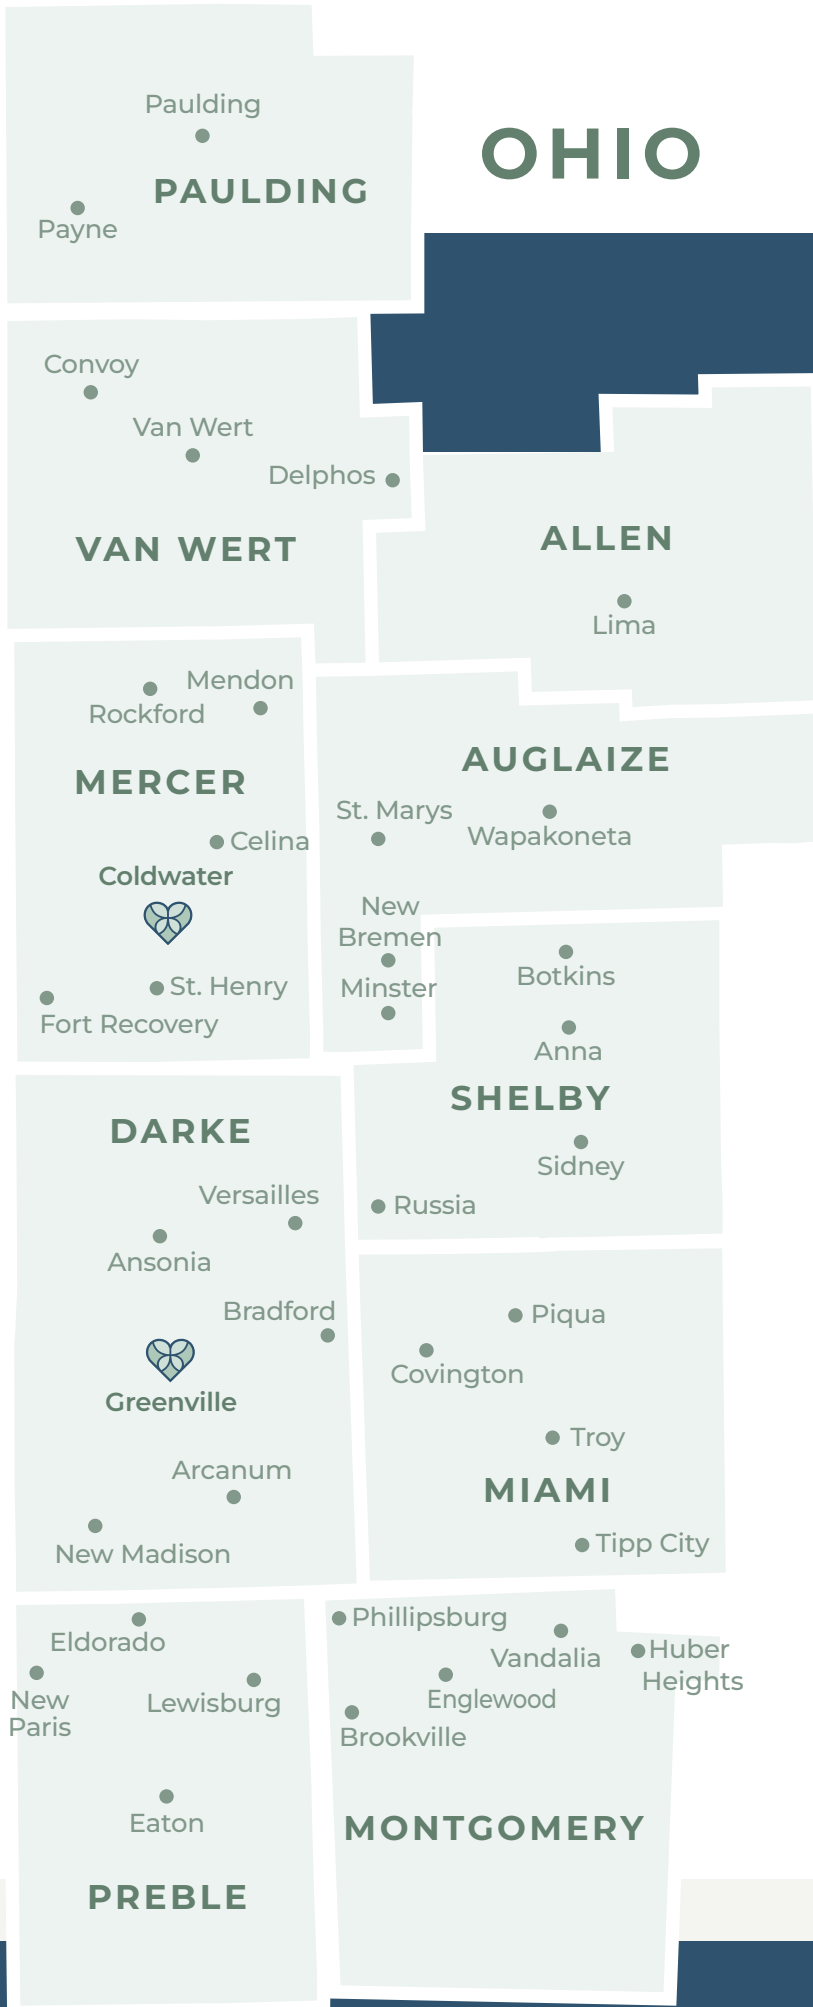 OHIO
Paulding
PAULDING
Payne
Convoy
Van Wert
Delphos
VAN WERT
ALLEN
Lima
Mendon
Rockford
MERCER
AUGLAIZE
St. Marys
Wapakoneta
Celina
Coldwater
New
Bremen
Minster
St. Henry
Fort Recovery
Botkins
Anna
SHELBY
Sidney
Russia
DARKE
Versailles
Ansonia
Bradford
Greenville
Arcanum
New Madison
Piqua
Covington
Troy
MIAMI
Tipp City
Eldorado
New
Paris
Lewisburg
Eaton
PREBLE
Phillipsburg
Vandalia
Huber
Heights
Englewood
Brookville
MONTGOMERY